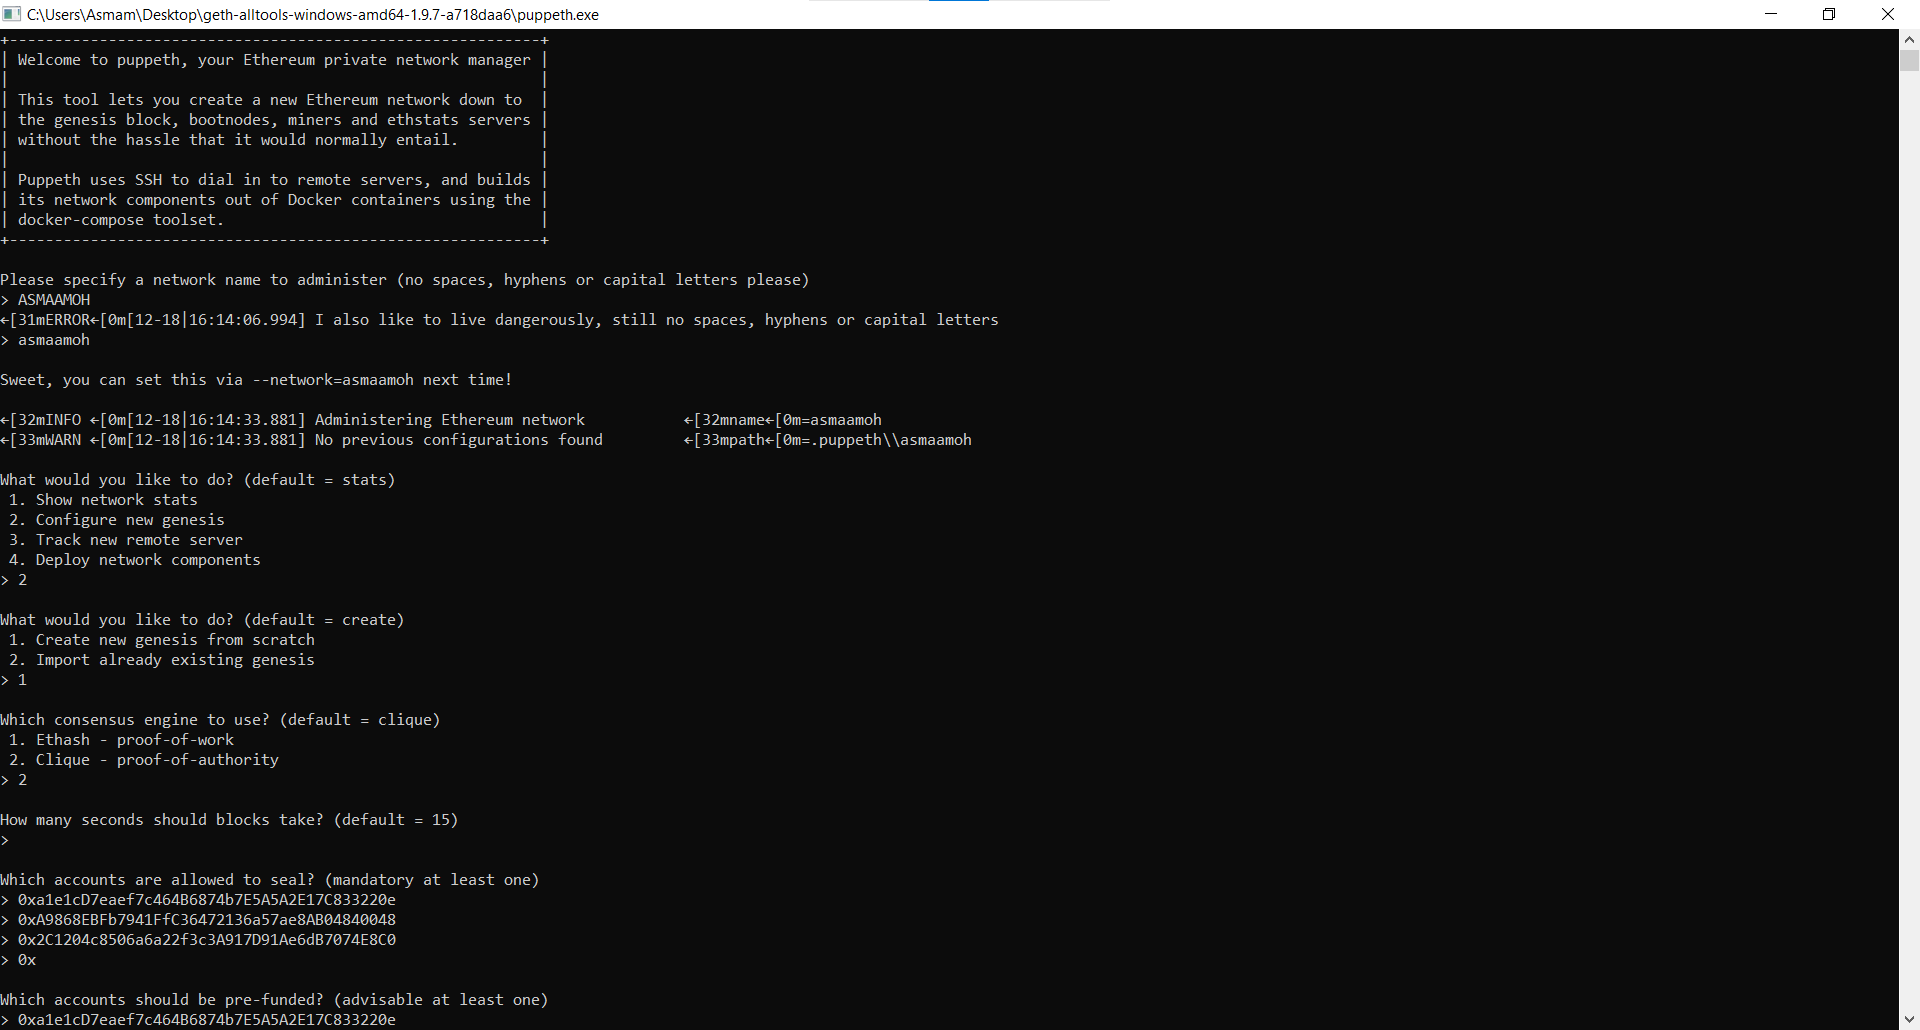 C:\Users\Asmam\Desktop\geth-alltools-windows-amd64-1.9.7-a718daa6\puppeth.exe
+-----------------------------------------------------------+
| Welcome to puppeth, your Ethereum private network manager |
|                                                           |
| This tool lets you create a new Ethereum network down to  |
| the genesis block, bootnodes, miners and ethstats servers |
| without the hassle that it would normally entail.         |
|                                                           |
| Puppeth uses SSH to dial in to remote servers, and builds |
| its network components out of Docker containers using the |
| docker-compose toolset.                                   |
+-----------------------------------------------------------+
Please specify a network name to administer (no spaces, hyphens or capital letters please)
> ASMAAMOH
←[31mERROR←[0m[12-18|16:14:06.994] I also like to live dangerously, still no spaces, hyphens or capital letters
> asmaamoh
Sweet, you can set this via --network=asmaamoh next time!
←[32mINFO ←[0m[12-18|16:14:33.881] Administering Ethereum network           ←[32mname←[0m=asmaamoh
←[33mWARN ←[0m[12-18|16:14:33.881] No previous configurations found         ←[33mpath←[0m=.puppeth\\asmaamoh
What would you like to do? (default = stats)
 1. Show network stats
 2. Configure new genesis
 3. Track new remote server
 4. Deploy network components
> 2
What would you like to do? (default = create)
 1. Create new genesis from scratch
 2. Import already existing genesis
> 1
Which consensus engine to use? (default = clique)
 1. Ethash - proof-of-work
 2. Clique - proof-of-authority
> 2
How many seconds should blocks take? (default = 15)
>
Which accounts are allowed to seal? (mandatory at least one)
> 0xa1e1cD7eaef7c464B6874b7E5A5A2E17C833220e
> 0xA9868EBFb7941FfC36472136a57ae8AB04840048
> 0x2C1204c8506a6a22f3c3A917D91Ae6dB7074E8C0
> 0x
Which accounts should be pre-funded? (advisable at least one)
> 0xa1e1cD7eaef7c464B6874b7E5A5A2E17C833220e